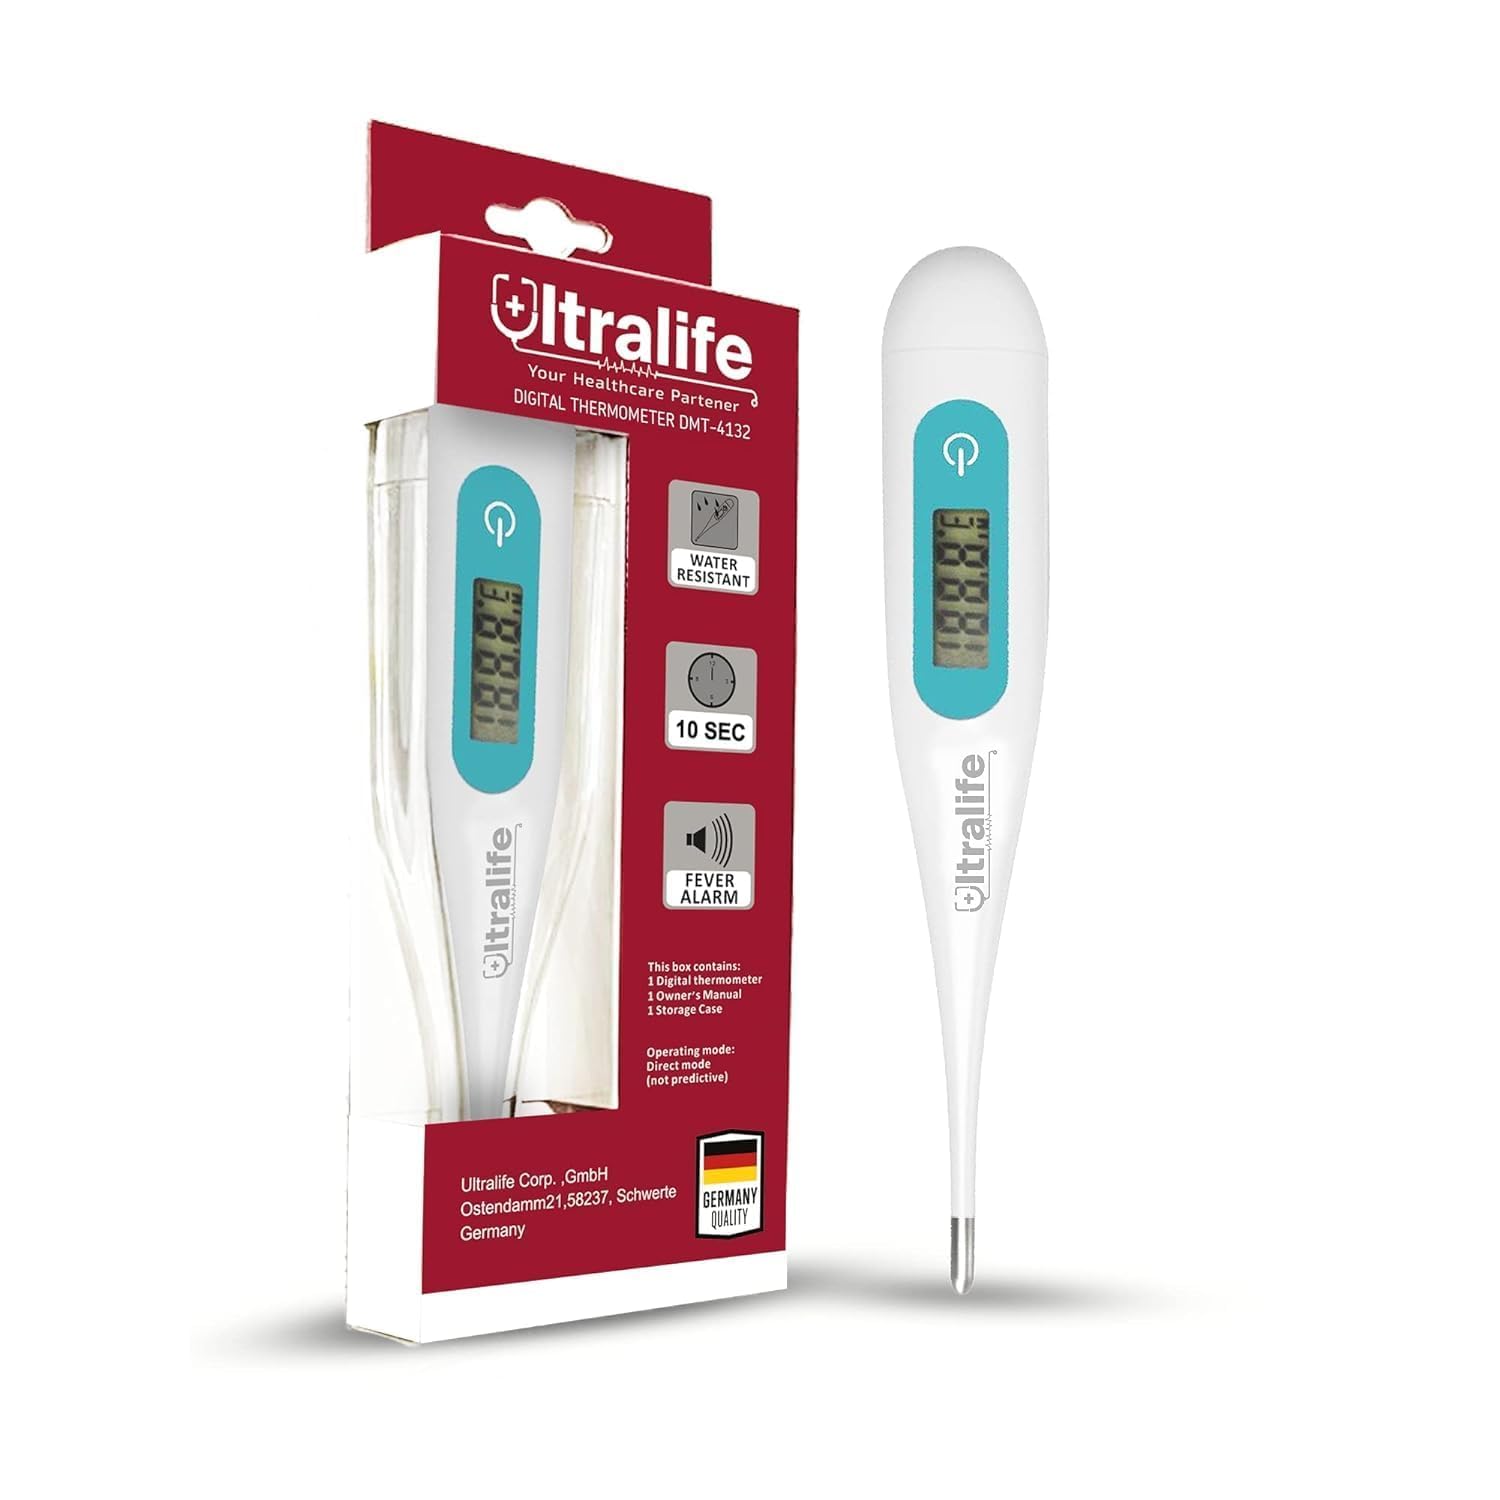 Ultralife
Your Healthcare Partener
DIGITAL THERMOMETER DMT-4132
WATER
RESISTANT
10 SEC
FEVER
ALARM
This box contains:
1 Digital thermometer
1 Owner's Manual
1 Storage Case
Operating mode:
Direct mode
(not predictive)
Ultralife Corp. ,GmbH
Ostendamm21,58237, Schwerte
Germany
GERMANY
QUALITY
Ultralife
Ultralife